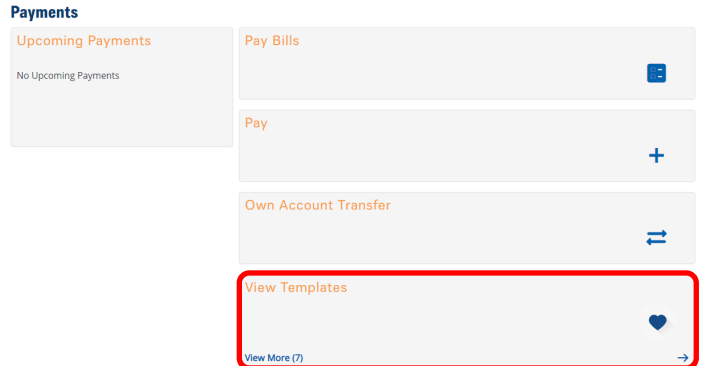 Payments
Upcoming Payments
No Upcoming Payments
Pay Bills
Pay
Own Account Transfer
View Templates
View More (7)